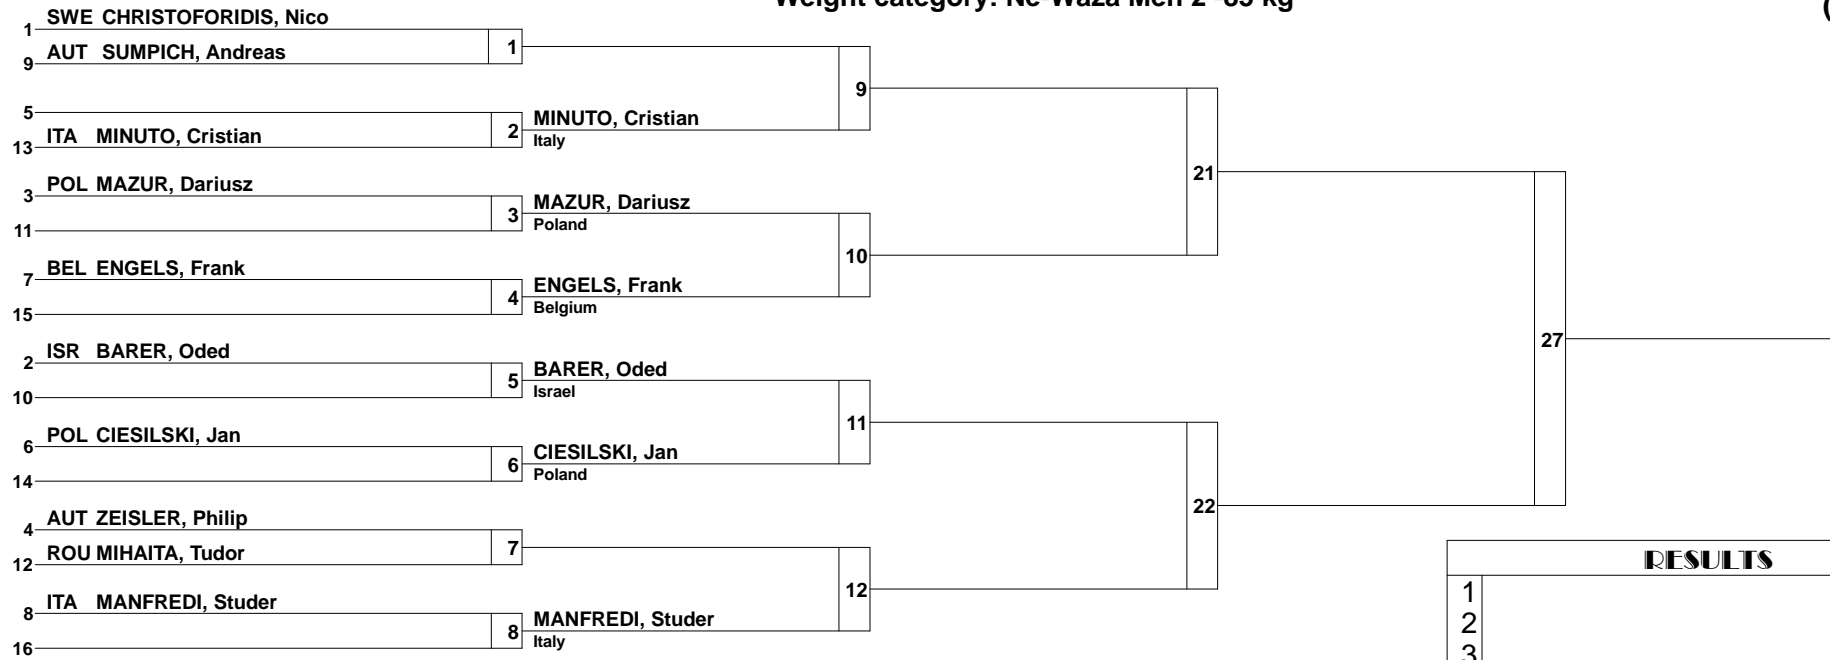 Weight category: Ne-Waza Men 2 -85 kg
(
SWE CHRISTOFORIDIS, Nico
1
AUT SUMPICH, Andreas
9
1
9
5
ITA MINUTO, Cristian
13
2
MINUTO, Cristian
Italy
21
POL MAZUR, Dariusz
3
11
3
MAZUR, Dariusz
Poland
10
BEL ENGELS, Frank
7
15
4
ENGELS, Frank
Belgium
27
ISR BARER, Oded
2
10
5
BARER, Oded
Israel
11
POL CIESILSKI, Jan
6
14
6
CIESILSKI, Jan
Poland
22
AUT ZEISLER, Philip
4
ROU MIHAITA, Tudor
12
7
12
ITA MANFREDI, Studer
8
16
8
MANFREDI, Studer
Italy
RESULTS
1
2
3